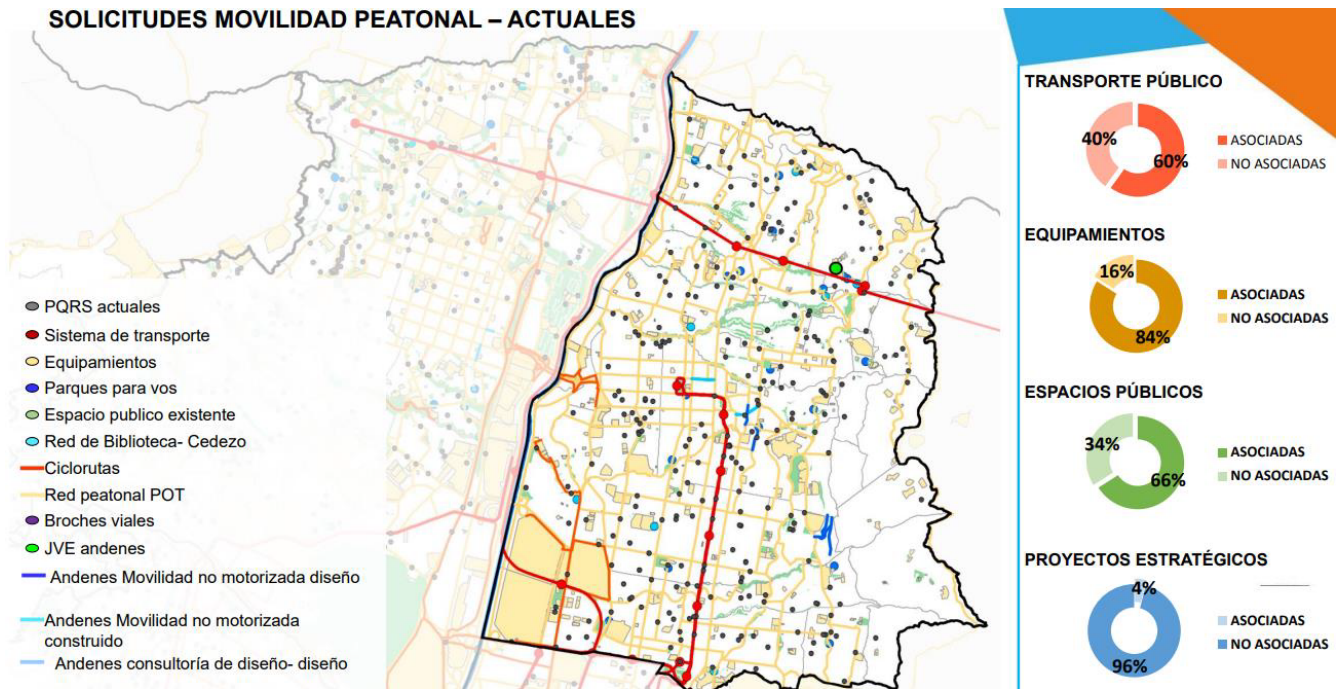 SOLICITUDES MOVILIDAD PEATONAL – ACTUALES
PQRS actuales
Sistema de transporte
Equipamientos
Parques para vos
Espacio publico existente
Red de Biblioteca- Cedezo
Ciclorutas
Red peatonal POT
Broches viales
JVE andenes
Andenes Movilidad no motorizada diseño
Andenes Movilidad no motorizada
construido
Andenes consultoría de diseño- diseño
TRANSPORTE PÚBLICO
40%
60%
ASOCIADAS
NO ASOCIADAS
EQUIPAMIENTOS
16%
84%
ASOCIADAS
NO ASOCIADAS
ESPACIOS PÚBLICOS
34%
66%
ASOCIADAS
NO ASOCIADAS
PROYECTOS ESTRATÉGICOS
4%
96%
ASOCIADAS
NO ASOCIADAS